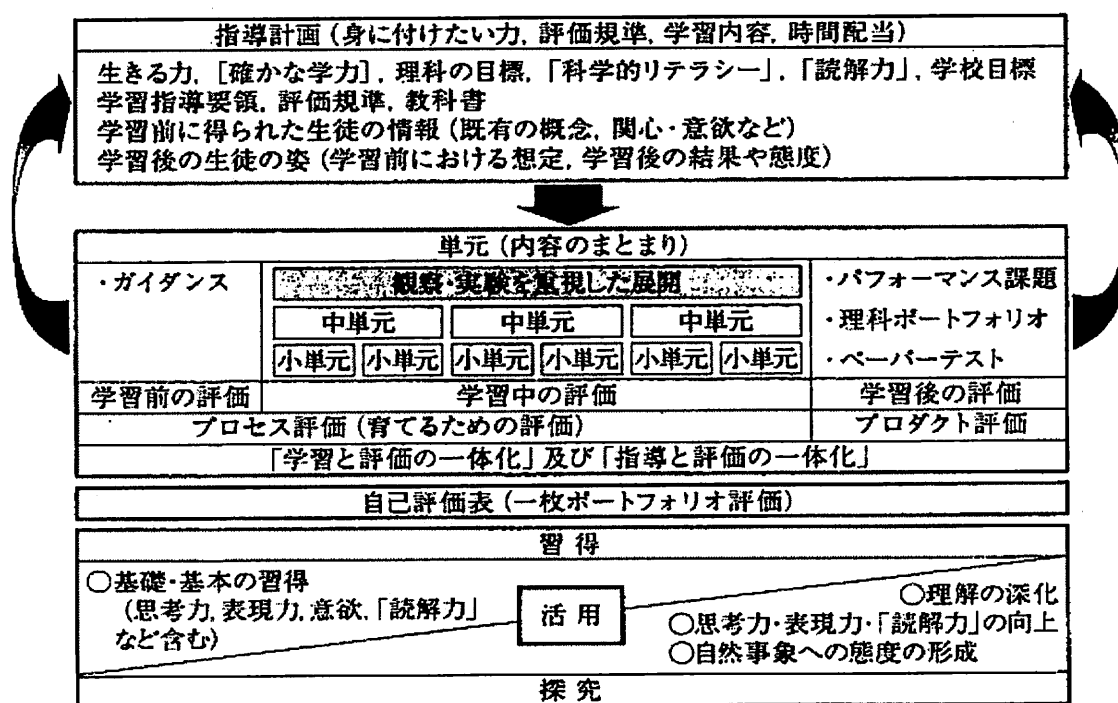 指導計画(身に付けたい力,評価規準,学習内容,時間配当)
生きる力,[確かな学力],理科の目標,「科学的リテラシー」,「読解力」,学校目標
学習指導要領,評価規準,教科書
学習前に得られた生徒の情報(既有の概念,関心・意欲など)
学習後の生徒の姿(学習前における想定,学習後の結果や態度)
単元(内容のまとまり)
・ガイダンス
観察・実験を重視した展開
中単元 中単元 中単元
小単元 小単元 小単元 小単元 小単元 小単元
・パフォーマンス課題
・理科ポートフォリオ
・ペーパーテスト
学習前の評価 学習中の評価 学習後の評価
プロセス評価(育てるための評価) プロダクト評価
「学習と評価の一体化」及び「指導と評価の一体化」
自己評価表(一枚ポートフォリオ評価)
習得
○基礎・基本の習得
(思考力,表現力,意欲,「読解力」
など含む)
活用
○理解の深化
○思考力・表現力・「読解力」の向上
○自然事象への態度の形成
探究